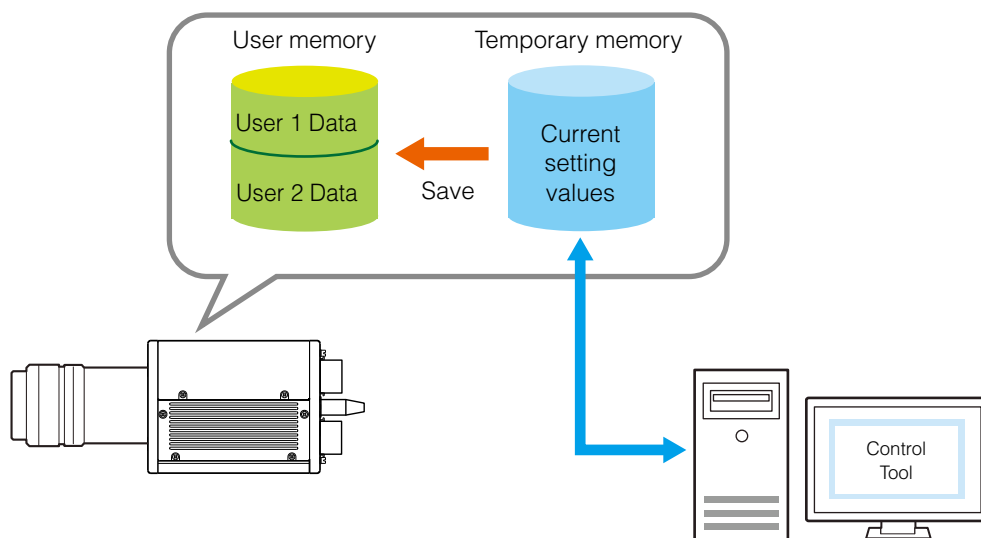 User memory
Temporary memory
User 1 Data
User 2 Data
Save
Current
setting
values
Control
Tool